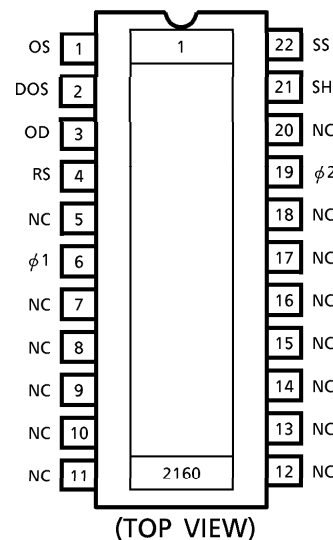 OS 1 1 22 SS
DOS 2 21 SH
OD 3 20 NC
RS 4 19 ϕ2
NC 5 18 NC
ϕ1 6 17 NC
NC 7 16 NC
NC 8 15 NC
NC 9 14 NC
NC 10 13 NC
NC 11 2160 12 NC
(TOP VIEW)